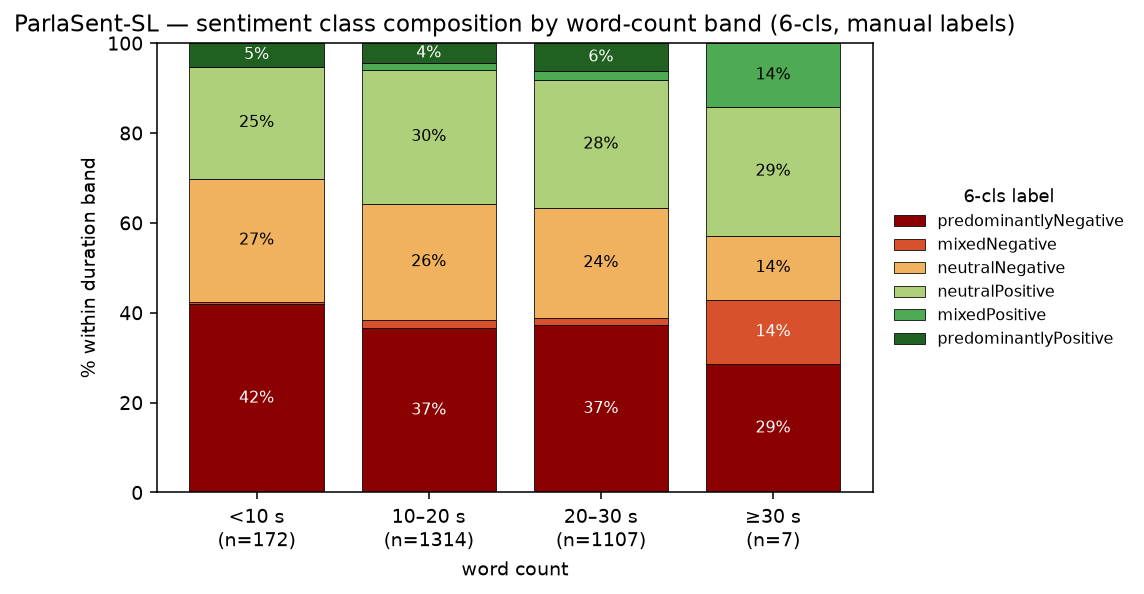 ParlaSent-SL — sentiment class composition by word-count band (6-cls, manual labels)
% within duration band
100
80
60
40
20
0
5%
25%
27%
42%
4%
30%
26%
37%
6%
28%
24%
37%
14%
29%
14%
14%
29%
<10 s
(n=172)
10–20 s
(n=1314)
20–30 s
(n=1107)
≥30 s
(n=7)
word count
6-cls label
predominantlyNegative
mixedNegative
neutralNegative
neutralPositive
mixedPositive
predominantlyPositive